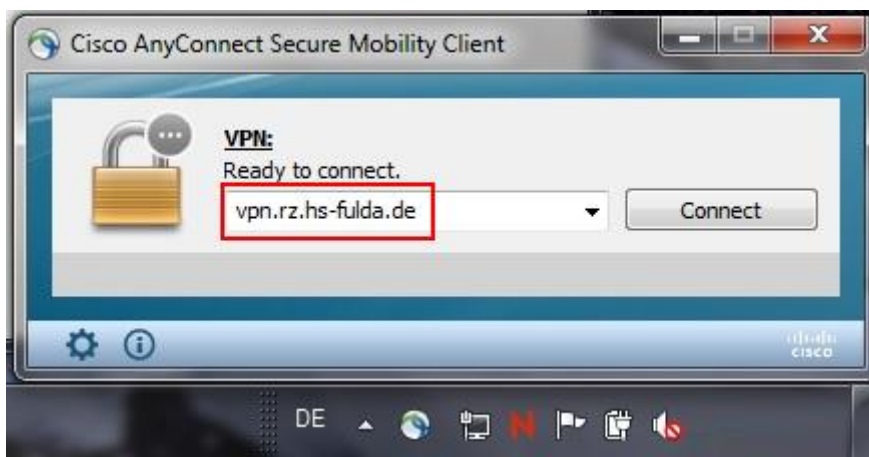 Cisco AnyConnect Secure Mobility Client
VPN:
Ready to connect.
vpn.rz.hs-fulda.de
Connect
CISCO
DE
N